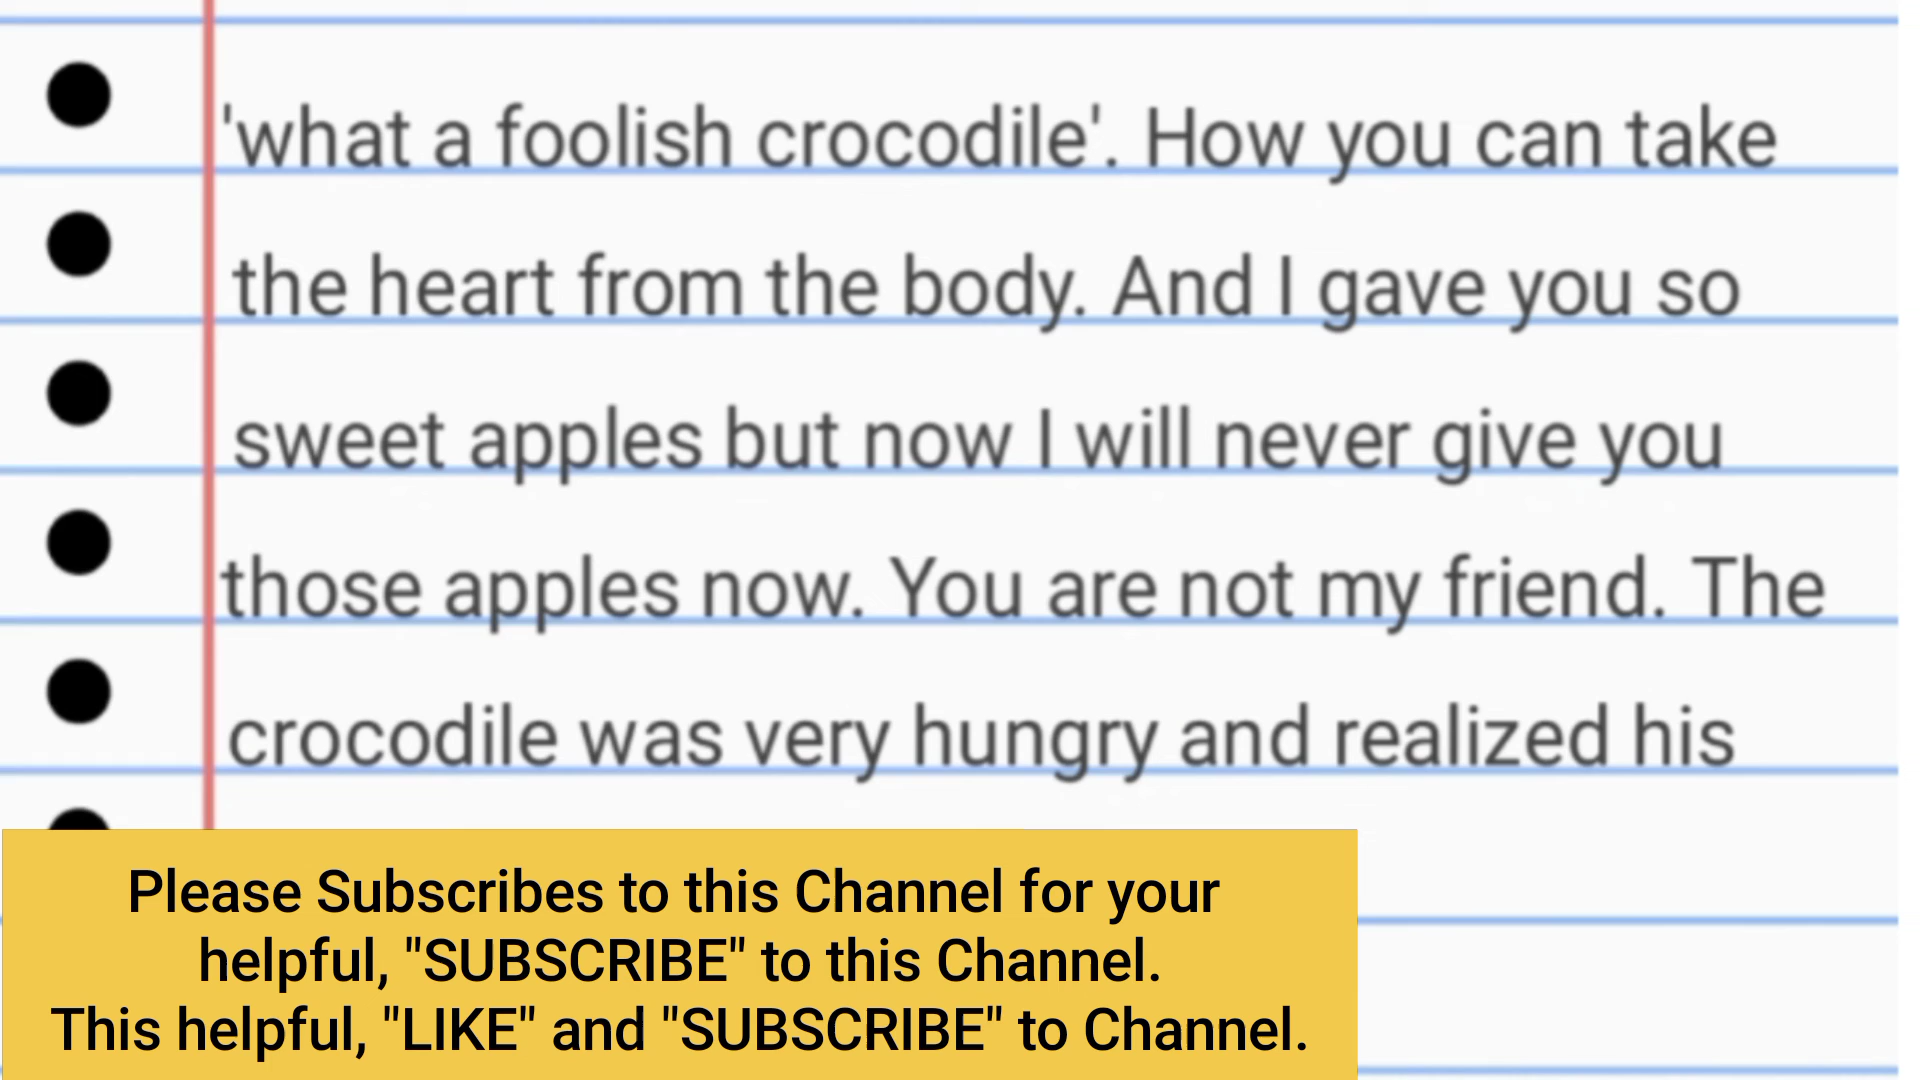 'what a foolish crocodile'. How you can take
the heart from the body. And I gave you so
sweet apples but now I will never give you
those apples now. You are not my friend. The
crocodile was very hungry and realized his
Please Subscribes to this Channel for your
helpful, "SUBSCRIBE" to this Channel.
This helpful, "LIKE" and "SUBSCRIBE" to Channel.